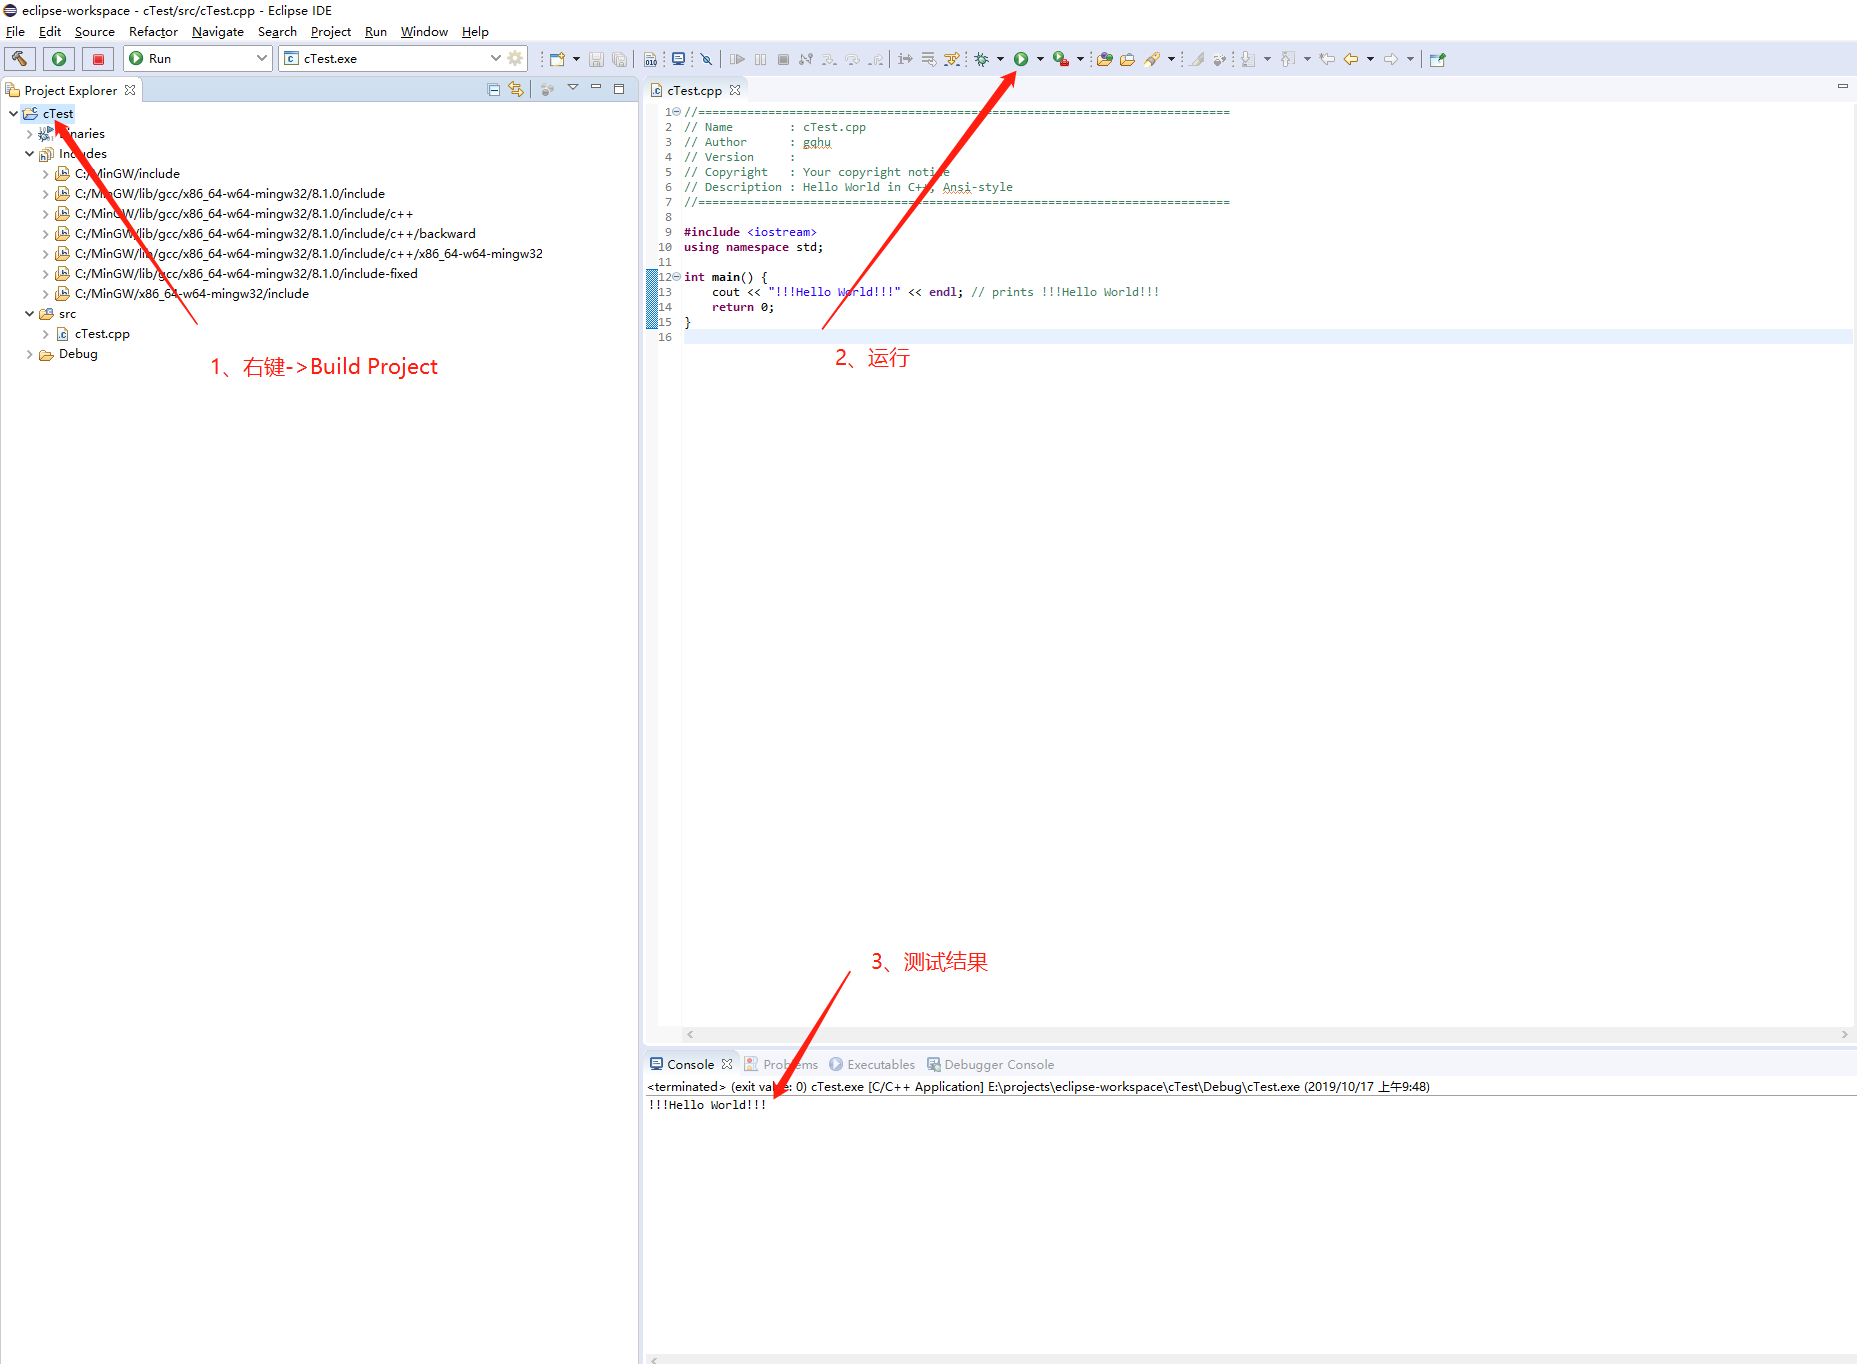 eclipse-workspace - cTest/src/cTest.cpp - Eclipse IDE
File Edit Source Refactor Navigate Search Project Run Window Help
Run cTest.exe
Project Explorer
cTest
Binaries
Includes
C:/MinGW/include
C:/MinGW/lib/gcc/x86_64-w64-mingw32/8.1.0/include
C:/MinGW/lib/gcc/x86_64-w64-mingw32/8.1.0/include/c++
C:/MinGW/lib/gcc/x86_64-w64-mingw32/8.1.0/include/c++/backward
C:/MinGW/lib/gcc/x86_64-w64-mingw32/8.1.0/include/c++/x86_64-w64-mingw32
C:/MinGW/lib/gcc/x86_64-w64-mingw32/8.1.0/include-fixed
C:/MinGW/x86_64-w64-mingw32/include
src
cTest.cpp
Debug
1、右键->Build Project
cTest.cpp
1 //============================================================================
2 // Name        : cTest.cpp
3 // Author      : gqhu
4 // Version     :
5 // Copyright   : Your copyright notice
6 // Description : Hello World in C++, Ansi-style
7 //============================================================================
8
9 #include <iostream>
10 using namespace std;
11
12 int main() {
13     cout << "!!!Hello World!!!" << endl; // prints !!!Hello World!!!
14     return 0;
15 }
16
2、运行
3、测试结果
Console Problems Executables Debugger Console
<terminated> (exit value: 0) cTest.exe [C/C++ Application] E:\projects\eclipse-workspace\cTest\Debug\cTest.exe (2019/10/17 上午9:48)
!!!Hello World!!!